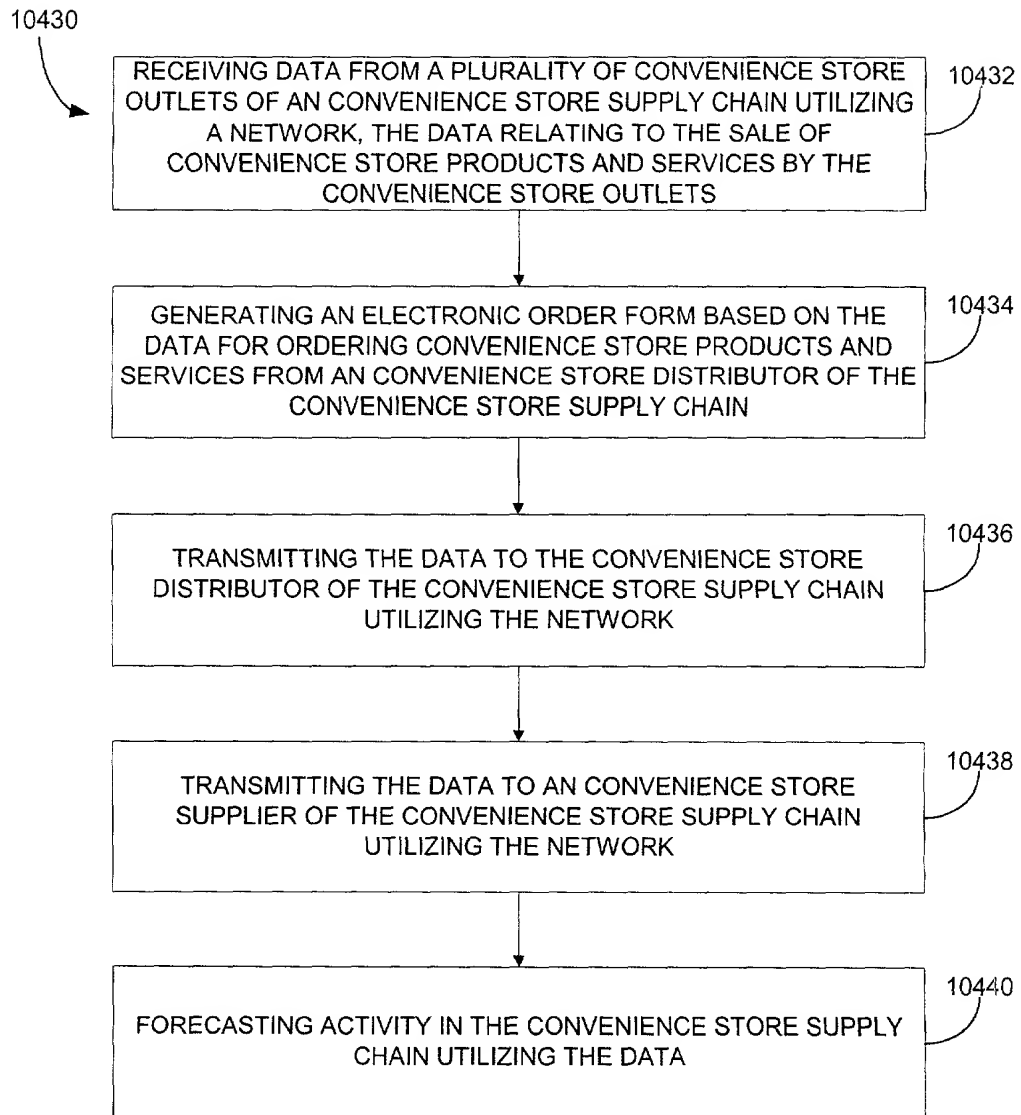 10430
RECEIVING DATA FROM A PLURALITY OF CONVENIENCE STORE
OUTLETS OF AN CONVENIENCE STORE SUPPLY CHAIN UTILIZING
A NETWORK, THE DATA RELATING TO THE SALE OF
CONVENIENCE STORE PRODUCTS AND SERVICES BY THE
CONVENIENCE STORE OUTLETS
10432
GENERATING AN ELECTRONIC ORDER FORM BASED ON THE
DATA FOR ORDERING CONVENIENCE STORE PRODUCTS AND
SERVICES FROM AN CONVENIENCE STORE DISTRIBUTOR OF THE
CONVENIENCE STORE SUPPLY CHAIN
10434
TRANSMITTING THE DATA TO THE CONVENIENCE STORE
DISTRIBUTOR OF THE CONVENIENCE STORE SUPPLY CHAIN
UTILIZING THE NETWORK
10436
TRANSMITTING THE DATA TO AN CONVENIENCE STORE
SUPPLIER OF THE CONVENIENCE STORE SUPPLY CHAIN
UTILIZING THE NETWORK
10438
FORECASTING ACTIVITY IN THE CONVENIENCE STORE SUPPLY
CHAIN UTILIZING THE DATA
10440